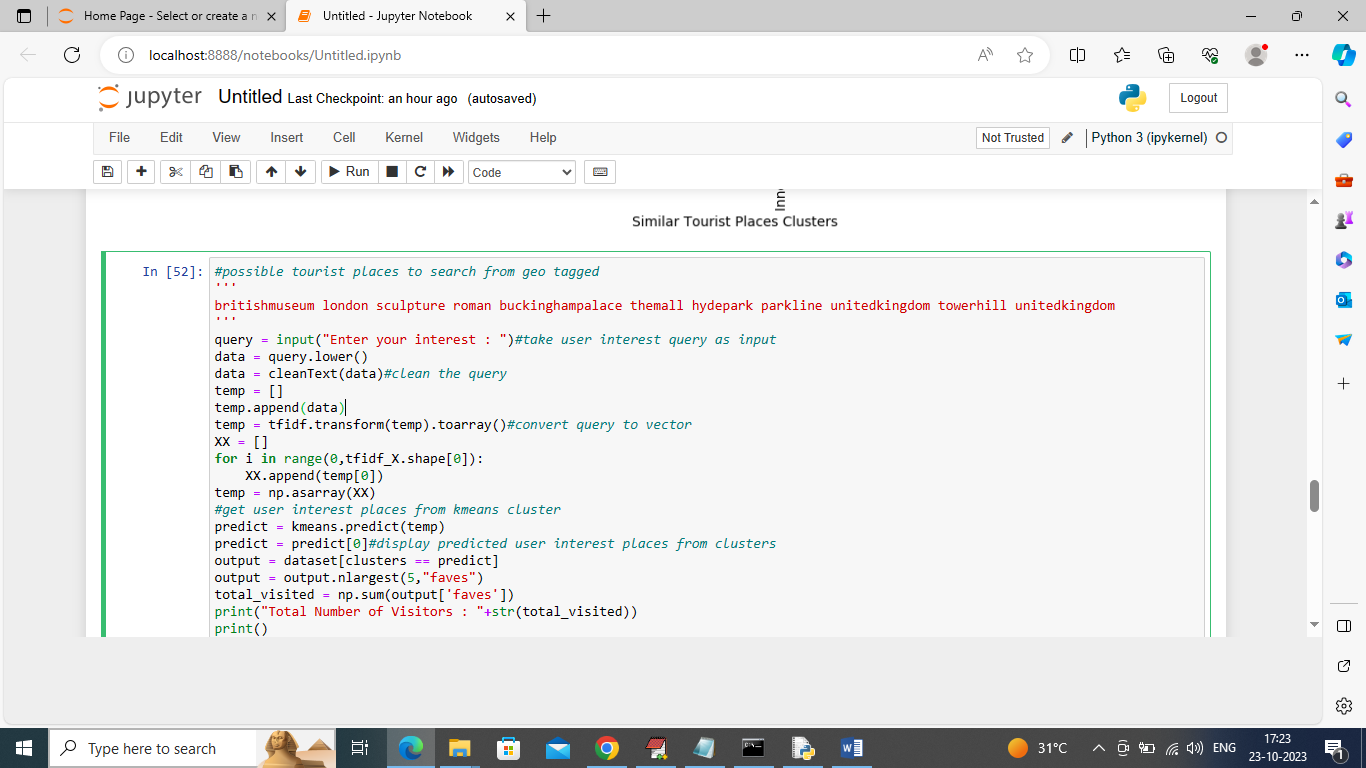 Home Page - Select or create a n
Untitled - Jupyter Notebook
localhost:8888/notebooks/Untitled.ipynb
jupyter Untitled Last Checkpoint: an hour ago (autosaved)
Logout
File Edit View Insert Cell Kernel Widgets Help
Not Trusted
Python 3 (ipykernel)
Run
Code
Inn
Similar Tourist Places Clusters
In [52]:
#possible tourist places to search from geo tagged
'''
britishmuseum london sculpture roman buckinghampalace themall hydepark parkline unitedkingdom towerhill unitedkingdom
'''
query = input("Enter your interest : ")#take user interest query as input
data = query.lower()
data = cleanText(data)#clean the query
temp = []
temp.append(data)
temp = tfidf.transform(temp).toarray()#convert query to vector
XX = []
for i in range(0,tfidf_X.shape[0]):
    XX.append(temp[0])
temp = np.asarray(XX)
#get user interest places from kmeans cluster
predict = kmeans.predict(temp)
predict = predict[0]#display predicted user interest places from clusters
output = dataset[clusters == predict]
output = output.nlargest(5,"faves")
total_visited = np.sum(output['faves'])
print("Total Number of Visitors : "+str(total_visited))
print()
Type here to search
31°C
ENG
17:23
23-10-2023
1